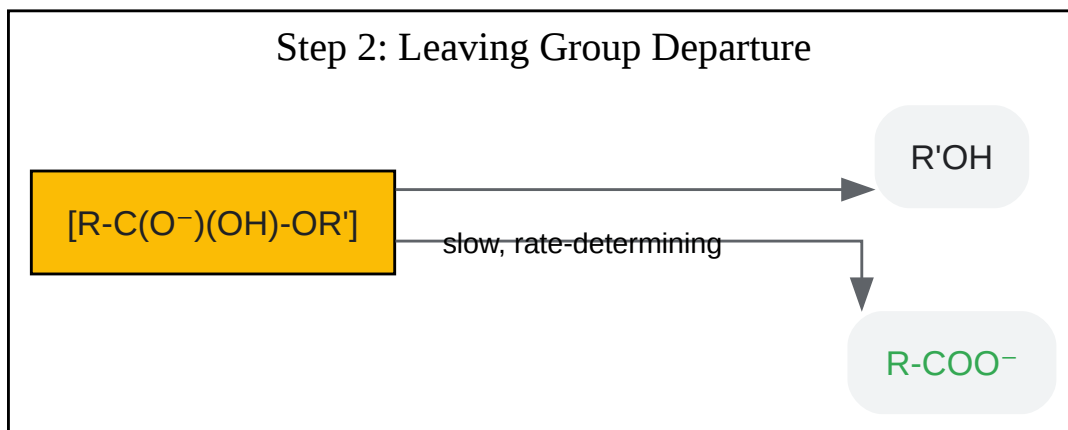 Step 2: Leaving Group Departure
R'OH
[R-C(O⁻)(OH)-OR']
slow, rate-determining
R-COO⁻